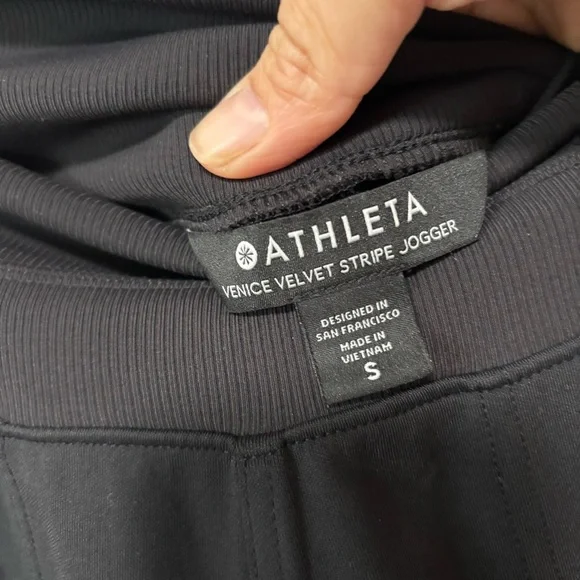 ATHLETA
VENICE VELVET STRIPE JOGGER
DESIGNED IN
SAN FRANCISCO
MADE IN
VIETNAM
S